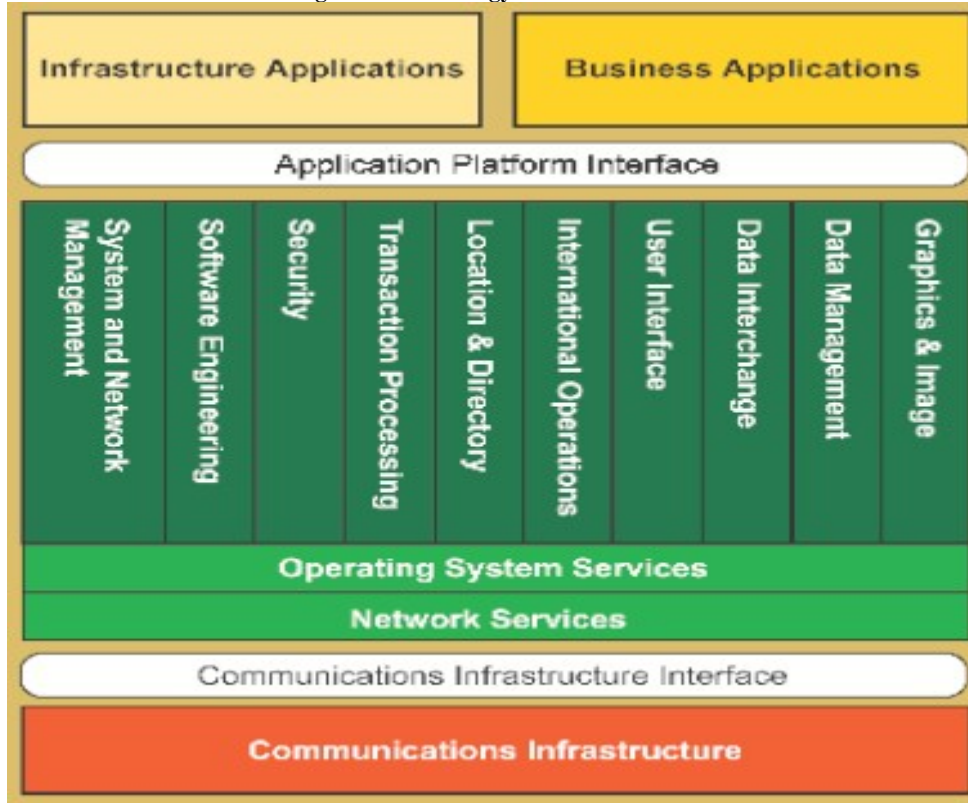 Infrastructure Applications
Business Applications
Application Platform Interface
System and Network
Management
Software Engineering
Security
Transaction Processing
Location & Directory
International Operations
User Interface
Data Interchange
Data Management
Graphics & Image
Operating System Services
Network Services
Communications Infrastructure Interface
Communications Infrastructure